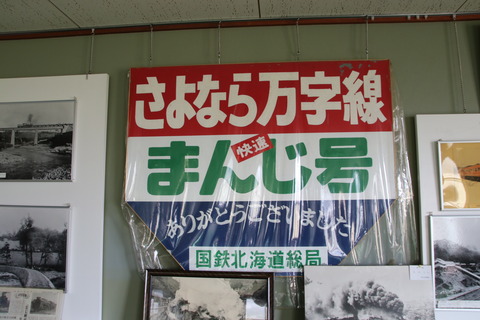 さよなら万字線
快速
まんじ号
ありがとうございました
国鉄北海道総局